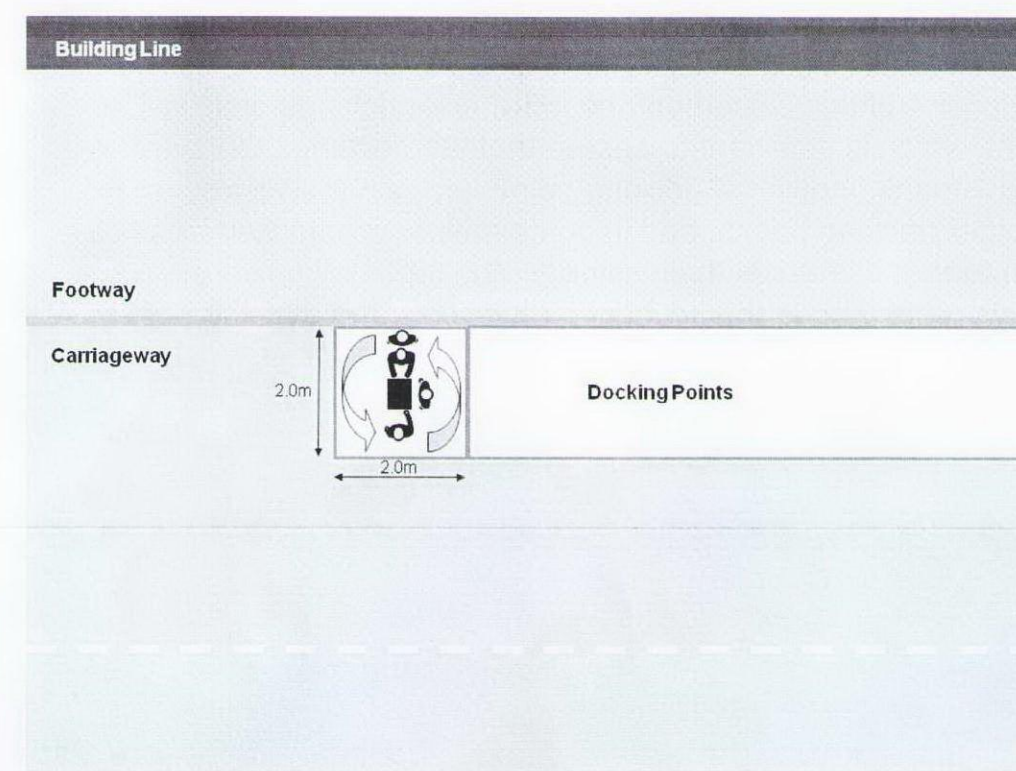 Building Line
Footway
Carriageway
2.0m
Docking Points
2.0m